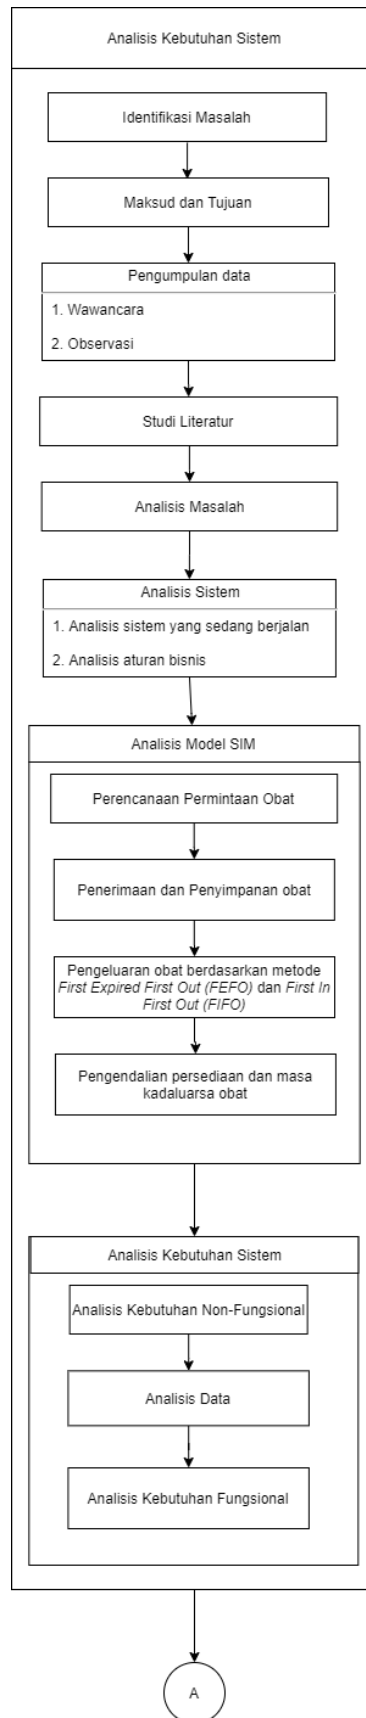 Analisis Kebutuhan Sistem
Identifikasi Masalah
Maksud dan Tujuan
Pengumpulan data
1. Wawancara
2. Observasi
Studi Literatur
Analisis Masalah
Analisis Sistem
1. Analisis sistem yang sedang berjalan
2. Analisis aturan bisnis
Analisis Model SIM
Perencanaan Permintaan Obat
Penerimaan dan Penyimpanan obat
Pengeluaran obat berdasarkan metode
First Expired First Out (FEFO) dan First In
First Out (FIFO)
Pengendalian persediaan dan masa
kadaluarsa obat
Analisis Kebutuhan Sistem
Analisis Kebutuhan Non-Fungsional
Analisis Data
Analisis Kebutuhan Fungsional
A